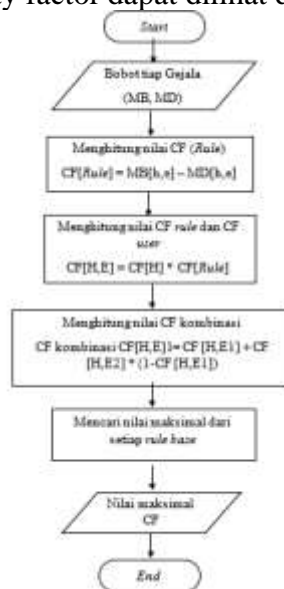 y factor dapat dilihat
Start
Bobot tiap Gejala
(MB, MD)
Menghitung nilai CF (Rule)
CF[Rule] = MB[h,e] – MD[h,e]
Menghitung nilai CF rule dan CF
user
CF[H,E] = CF[H] * CF[Rule]
Menghitung nilai CF kombinasi
CF kombinasi CF[H,E]1= CF [H,E1] + CF
[H,E2] * (1-CF [H,E1])
Mencari nilai maksimal dari
setiap rule base
Nilai maksimal
CF
End